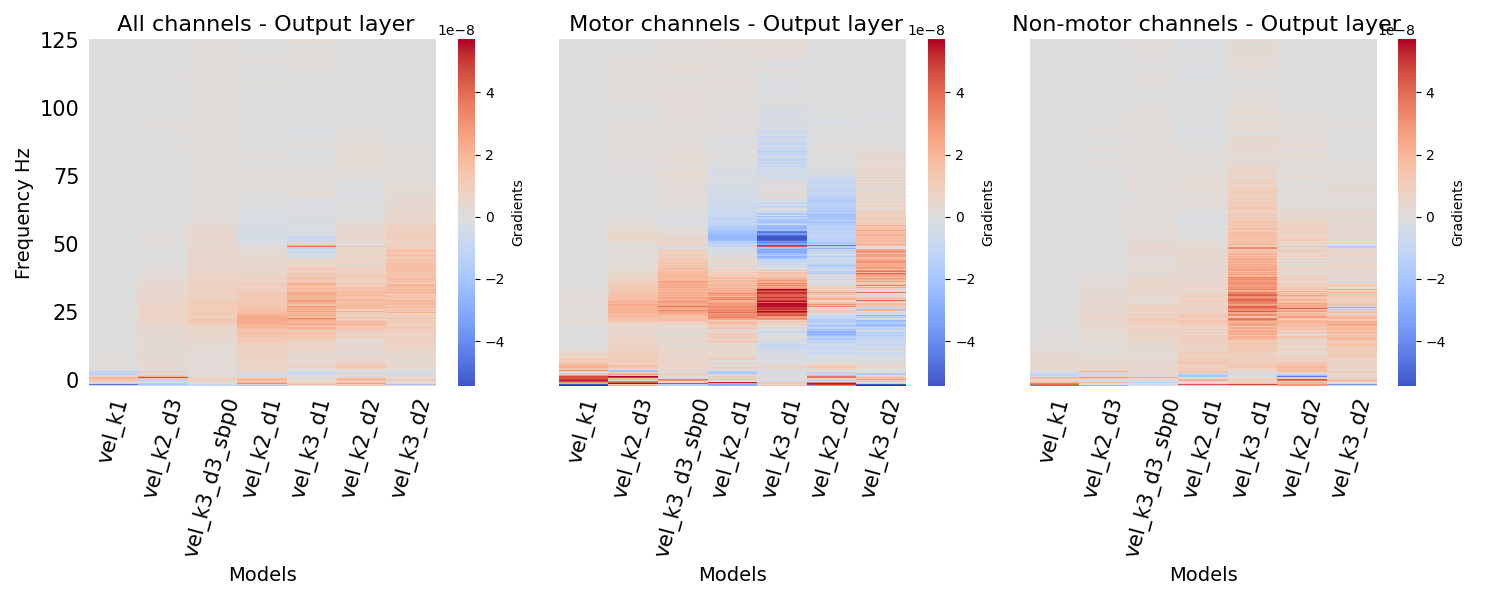 All channels - Output layer
1e−8
125
100
75
50
25
0
Frequency Hz
vel_k1
vel_k2_d3
vel_k3_d3_sbp0
vel_k2_d1
vel_k3_d1
vel_k2_d2
vel_k3_d2
Models
4
2
0
−2
−4
Gradients
Motor channels - Output layer
1e−8
vel_k1
vel_k2_d3
vel_k3_d3_sbp0
vel_k2_d1
vel_k3_d1
vel_k2_d2
vel_k3_d2
Models
4
2
0
−2
−4
Gradients
Non-motor channels - Output layer
1e−8
vel_k1
vel_k2_d3
vel_k3_d3_sbp0
vel_k2_d1
vel_k3_d1
vel_k2_d2
vel_k3_d2
Models
4
2
0
−2
−4
Gradients